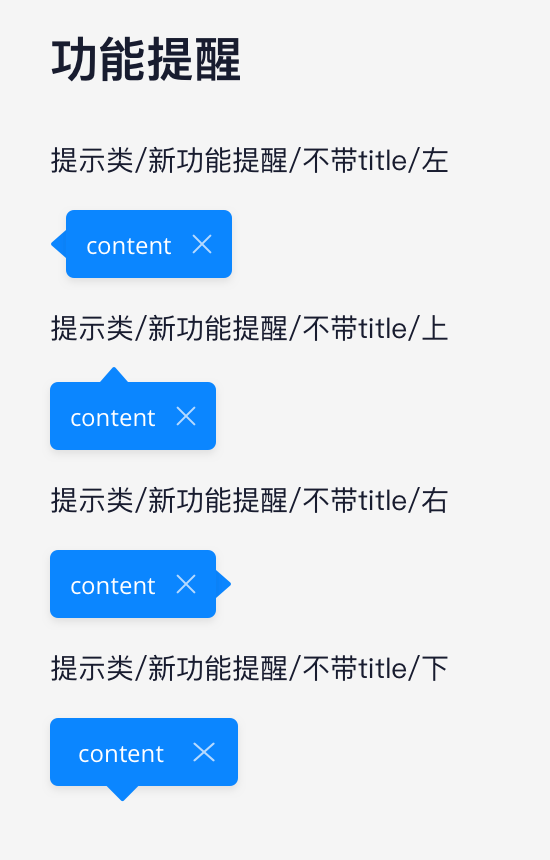 功能提醒
提示类/新功能提醒/不带title/左
content
提示类/新功能提醒/不带title/上
content
提示类/新功能提醒/不带title/右
content
提示类/新功能提醒/不带title/下
content